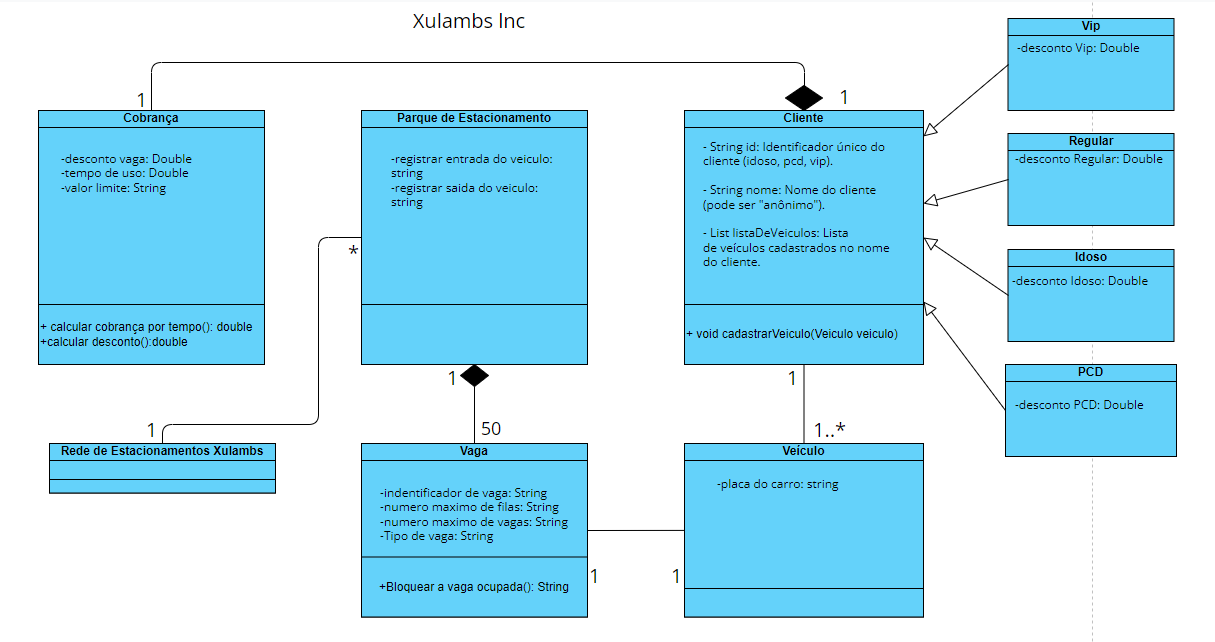 Xulambs Inc
1
1
Cobrança
-desconto vaga: Double
-tempo de uso: Double
-valor limite: String
+ calcular cobrança por tempo(): double
+calcular desconto():double
Parque de Estacionamento
-registrar entrada do veiculo:
string
-registrar saida do veiculo:
string
*
Cliente
- String id: Identificador único do
cliente (idoso, pcd, vip).
- String nome: Nome do cliente
(pode ser "anônimo").
- List listaDeVeiculos: Lista
de veículos cadastrados no nome
do cliente.
+ void cadastrarVeiculo(Veiculo veiculo)
Vip
-desconto Vip: Double
Regular
-desconto Regular: Double
Idoso
-desconto Idoso: Double
PCD
-desconto PCD: Double
1
50
1
1..*
1
Rede de Estacionamentos Xulambs
Vaga
-indentificador de vaga: String
-numero maximo de filas: String
-numero maximo de vagas: String
-Tipo de vaga: String
+Bloquear a vaga ocupada(): String
1
1
Veículo
-placa do carro: string